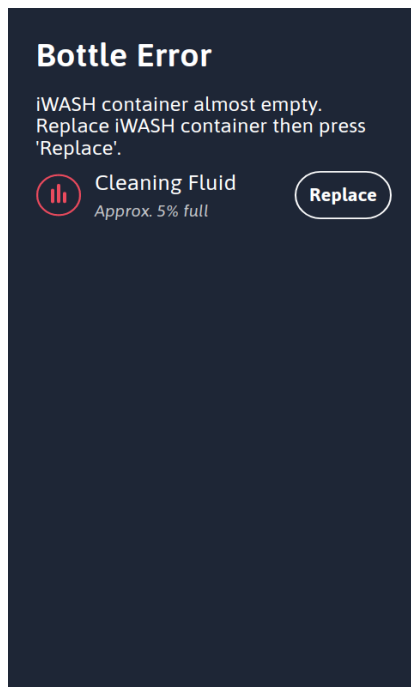 Bottle Error
iWASH container almost empty.
Replace iWASH container then press
'Replace'.
Cleaning Fluid
Approx. 5% full
Replace